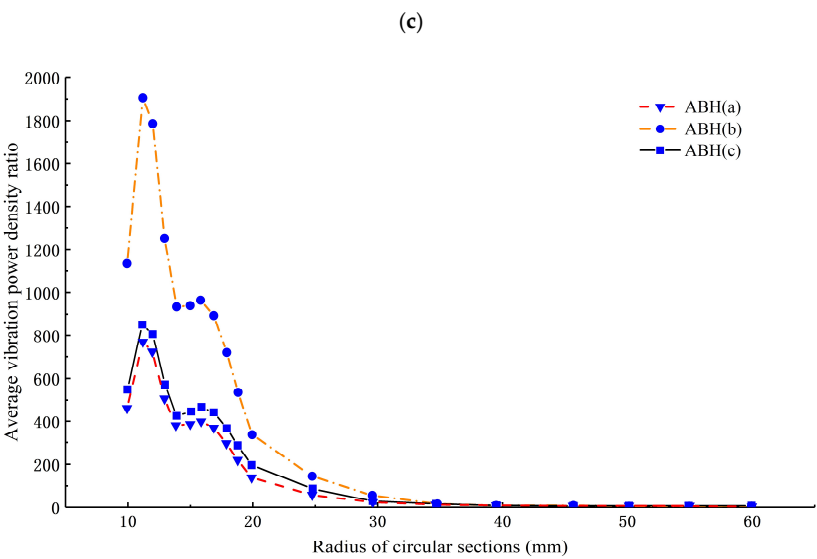 (c)
2000
1800
1600
1400
1200
1000
800
600
400
200
0
Average vibration power density ratio
ABH(a)
ABH(b)
ABH(c)
10 20 30 40 50 60
Radius of circular sections (mm)